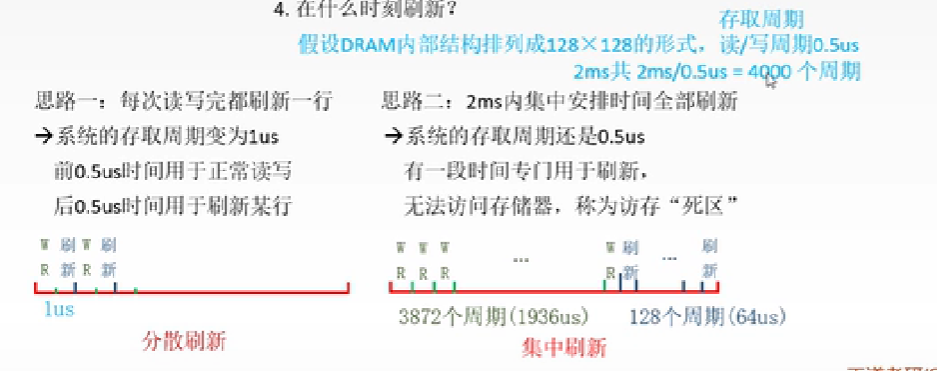 4. 在什么时刻刷新？
存取周期
假设DRAM内部结构排列成128×128的形式，读/写周期0.5us
2ms共 2ms/0.5us = 4000 个周期
思路一：每次读写完都刷新一行
→系统的存取周期变为1us
前0.5us时间用于正常读写
后0.5us时间用于刷新某行
W 刷 W 刷
R 新 R 新
1us
分散刷新
思路二：2ms内集中安排时间全部刷新
→系统的存取周期还是0.5us
有一段时间专门用于刷新，
无法访问存储器，称为访存“死区”
W W W ... W 刷 ... 刷
R R R R 新 新
3872个周期(1936us) 128个周期(64us)
集中刷新